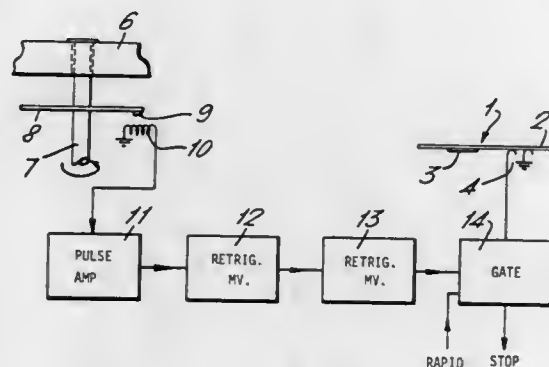 6
1
2
9
8
10
3
4
7
11
12
13
14
PULSE
AMP
RETRIG.
MV.
RETRIG.
MV.
GATE
RAPID
STOP